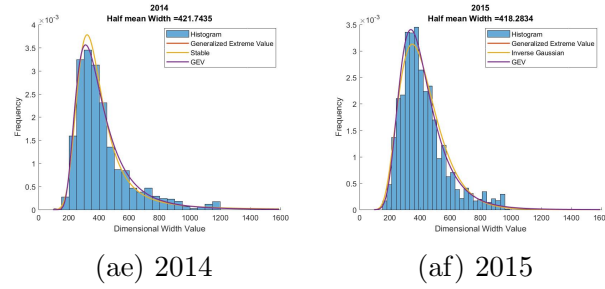 2014
Half mean Width =421.7435
×10⁻³
4
3.5
3
2.5
2
1.5
1
0.5
0
Frequency
Histogram
Generalized Extreme Value
Stable
GEV
0 200 400 600 800 1000 1200 1400 1600
Dimensional Width Value
(ae) 2014
2015
Half mean Width =418.2834
×10⁻³
3.5
3
2.5
2
1.5
1
0.5
0
Frequency
Histogram
Generalized Extreme Value
Inverse Gaussian
GEV
0 200 400 600 800 1000 1200 1400 1600
Dimensional Width Value
(af) 2015